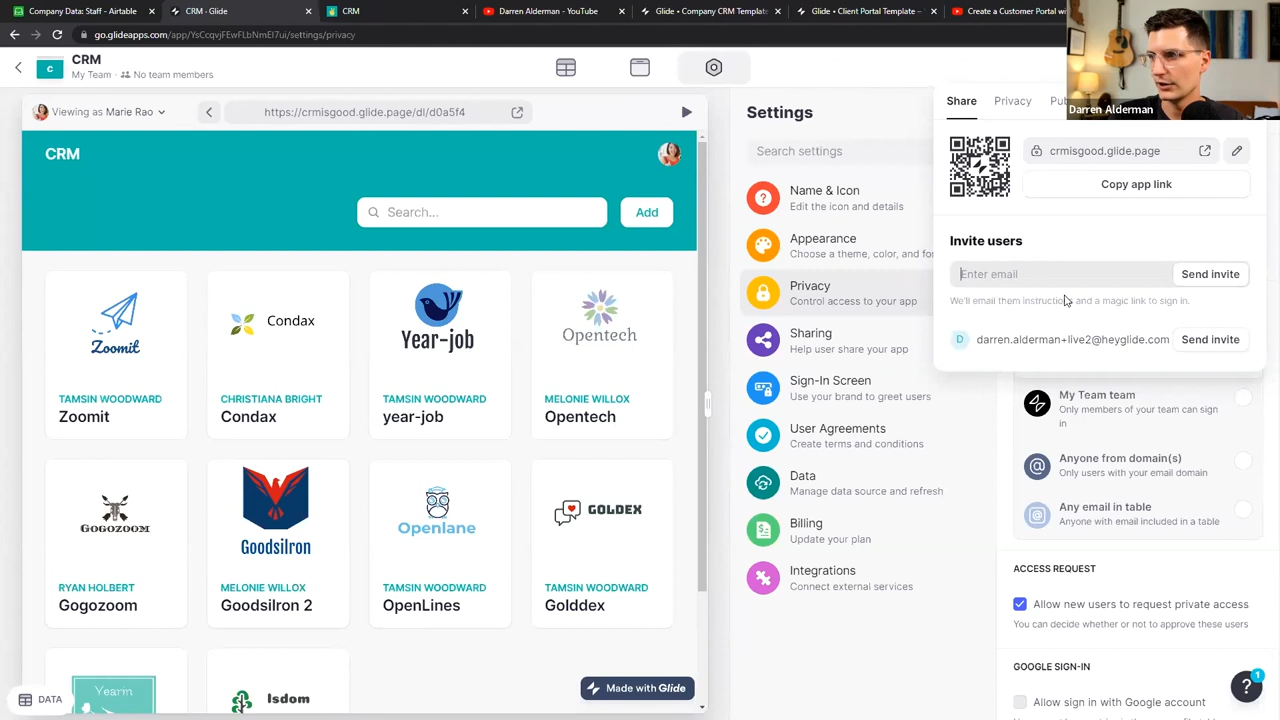 Company Data: Staff - Airtable
CRM - Glide
CRM
Darren Alderman - YouTube
Glide • Company CRM Template
Glide • Client Portal Template -
Create a Customer Portal wi
go.glideapps.com/app/YsCcqvjFEwFLbNmEl7ui/settings/privacy
C
CRM
My Team · No team members
Viewing as Marie Rao
https://crmisgood.glide.page/dl/d0a5f4
CRM
Search...
Add
Zoomit
TAMSIN WOODWARD
Zoomit
Condax
CHRISTIANA BRIGHT
Condax
Year-job
TAMSIN WOODWARD
year-job
Opentech
MELONIE WILLOX
Opentech
GOGOZOOM
RYAN HOLBERT
Gogozoom
GoodsiIron
MELONIE WILLOX
Goodsilron 2
Openlane
TAMSIN WOODWARD
OpenLines
GOLDEX
TAMSIN WOODWARD
Golddex
Yearin
Isdom
DATA
Made with Glide
Settings
Search settings
Name & Icon
Edit the icon and details
Appearance
Choose a theme, color, and for
Privacy
Control access to your app
Sharing
Help user share your app
Sign-In Screen
Use your brand to greet users
User Agreements
Create terms and conditions
Data
Manage data source and refresh
Billing
Update your plan
Integrations
Connect external services
Share
Privacy
Pu
Darren Alderman
crmisgood.glide.page
Copy app link
Invite users
Enter email
Send invite
We'll email them instructions and a magic link to sign in.
D
darren.alderman+live2@heyglide.com
Send invite
My Team team
Only members of your team can sign
in
Anyone from domain(s)
Only users with your email domain
Any email in table
Anyone with email included in a table
ACCESS REQUEST
Allow new users to request private access
You can decide whether or not to approve these users
GOOGLE SIGN-IN
Allow sign in with Google account
?
1